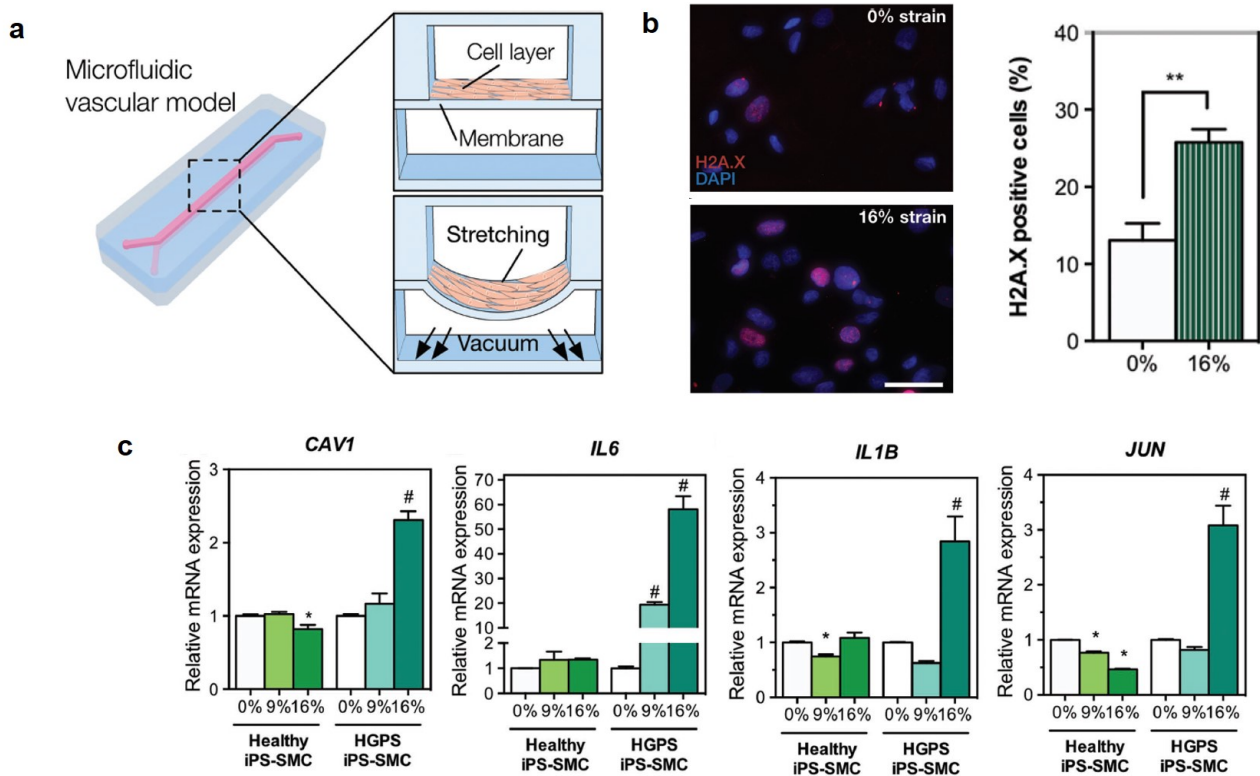 a
Microfluidic
vascular model
Cell layer
Membrane
Stretching
Vacuum
b
0% strain
H2A.X
DAPI
16% strain
H2A.X positive cells (%)
40
30
20
10
0
**
0% 16%
c
CAV1
Relative mRNA expression
3
2
1
0
*
#
0% 9% 16% 0% 9% 16%
Healthy HGPS
iPS-SMC iPS-SMC
IL6
Relative mRNA expression
70
60
50
40
30
20
10
2
1
0
#
#
0% 9% 16% 0% 9% 16%
Healthy HGPS
iPS-SMC iPS-SMC
IL1B
Relative mRNA expression
4
3
2
1
0
*
#
0% 9% 16% 0% 9% 16%
Healthy HGPS
iPS-SMC iPS-SMC
JUN
Relative mRNA expression
4
3
2
1
0
*
*
#
0% 9% 16% 0% 9% 16%
Healthy HGPS
iPS-SMC iPS-SMC